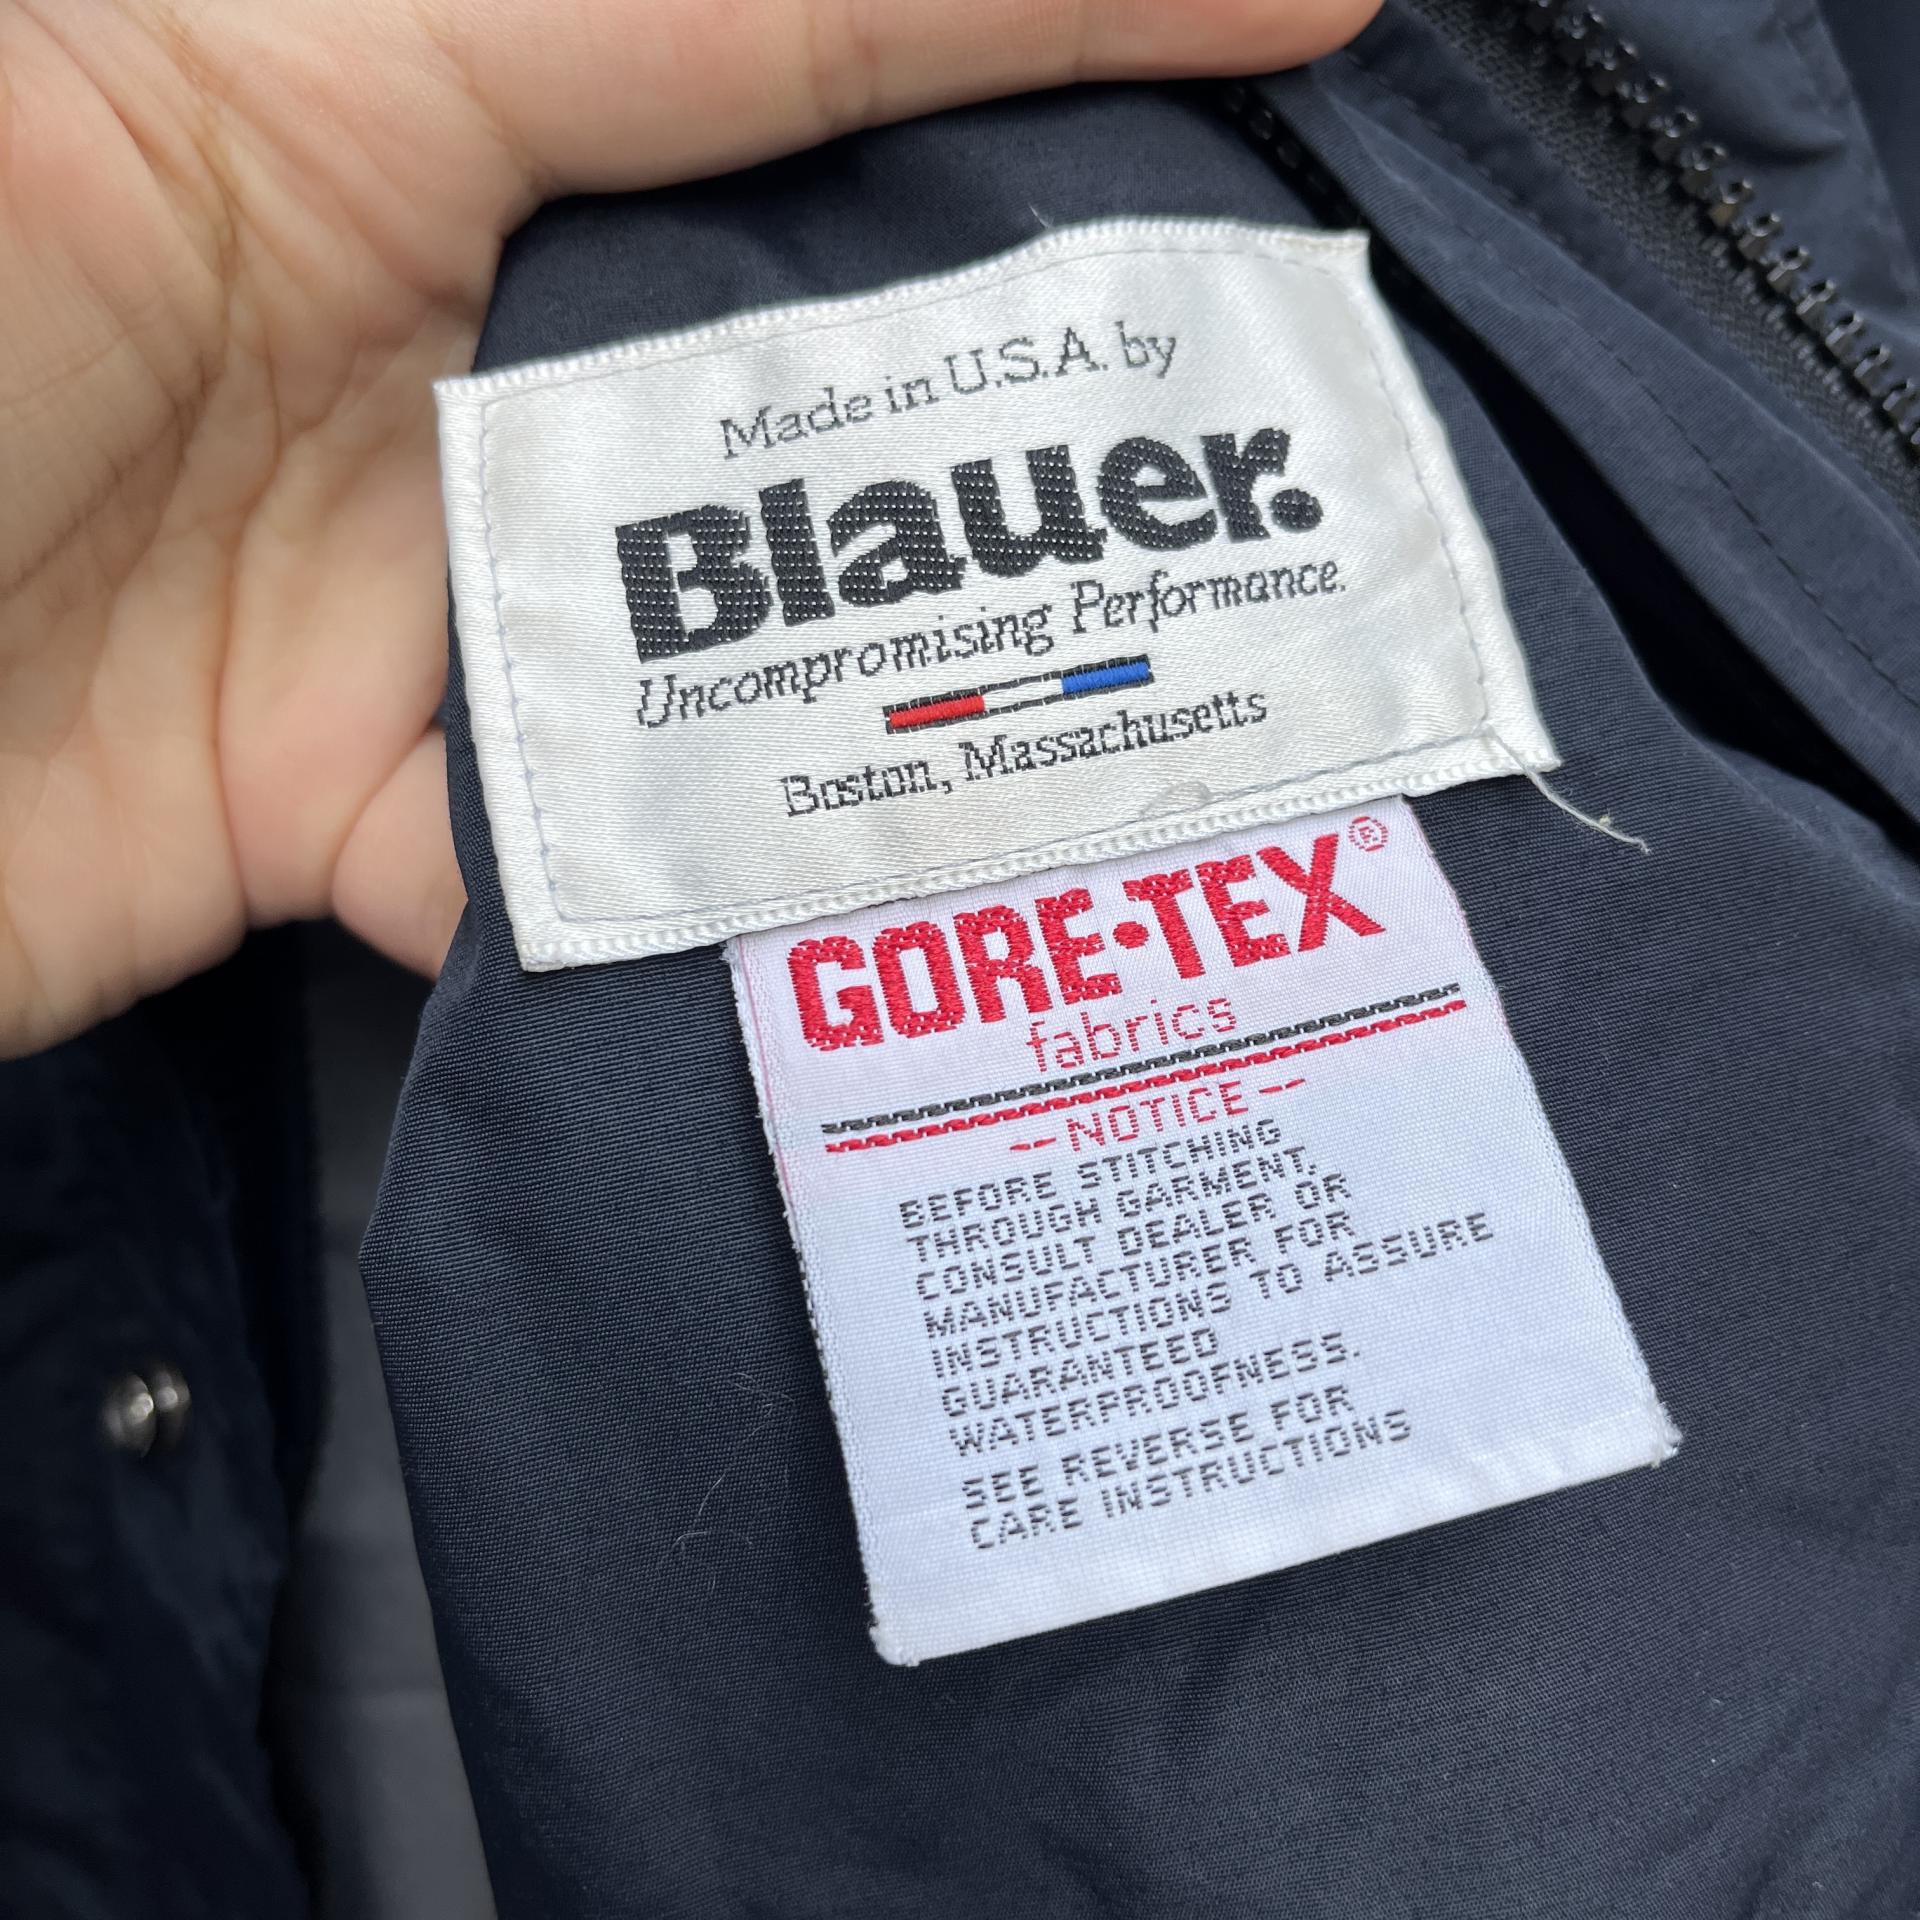 Made in U.S.A. by
Blauer.
Uncompromising Performance.
Boston, Massachusetts
GORE-TEX®
fabrics
--NOTICE--
BEFORE STITCHING
THROUGH GARMENT,
CONSULT DEALER OR
MANUFACTURER FOR
INSTRUCTIONS TO ASSURE
GUARANTEED
WATERPROOFNESS.
SEE REVERSE FOR
CARE INSTRUCTIONS